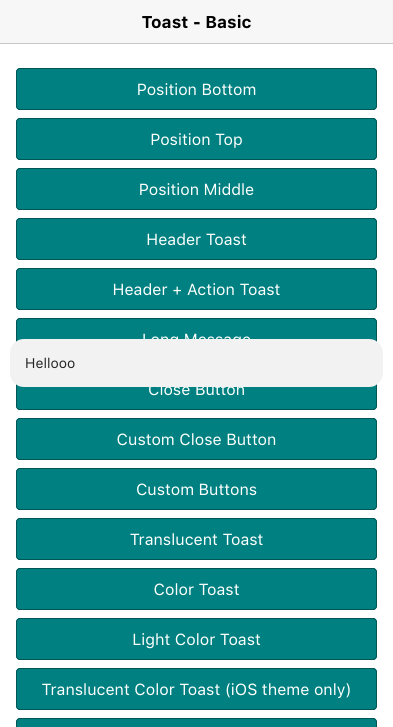 Toast - Basic
Position Bottom
Position Top
Position Middle
Header Toast
Header + Action Toast
Long Message
Hellooo
Close Button
Custom Close Button
Custom Buttons
Translucent Toast
Color Toast
Light Color Toast
Translucent Color Toast (iOS theme only)